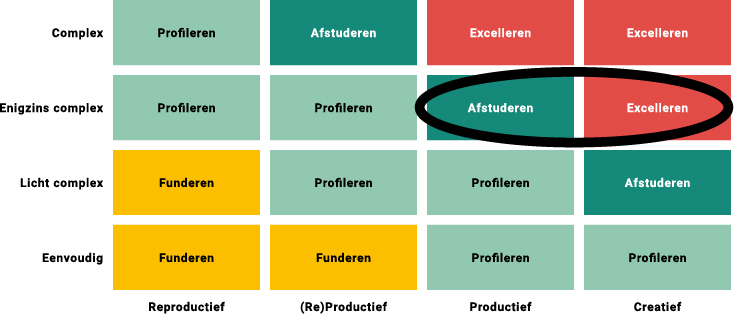 Complex Profileren Afstuderen Excelleren Excelleren
Enigzins complex Profileren Profileren Afstuderen Excelleren
Licht complex Funderen Profileren Profileren Afstuderen
Eenvoudig Funderen Funderen Profileren Profileren
Reproductief (Re)Productief Productief Creatief